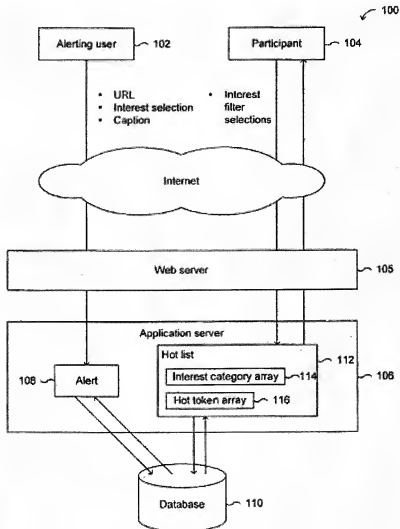 100
Alerting user
102
Participant
104
• URL
• Interest selection
• Caption
• Interest
filter
selections
Internet
Web server
105
Application server
Hot list
112
108
Alert
Interest category array
114
106
Hot token array
116
Database
110